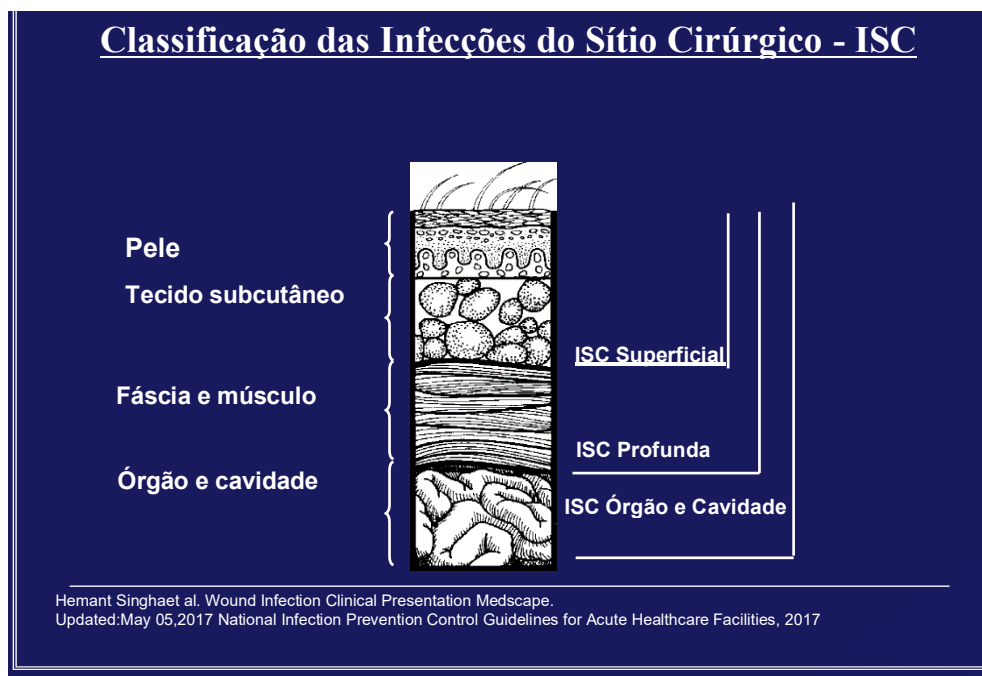 Classificação das Infecções do Sítio Cirúrgico - ISC
Pele
Tecido subcutâneo
ISC Superficial
Fáscia e músculo
ISC Profunda
Órgão e cavidade
ISC Órgão e Cavidade
Hemant Singhaet al. Wound Infection Clinical Presentation Medscape.
Updated:May 05,2017 National Infection Prevention Control Guidelines for Acute Healthcare Facilities, 2017